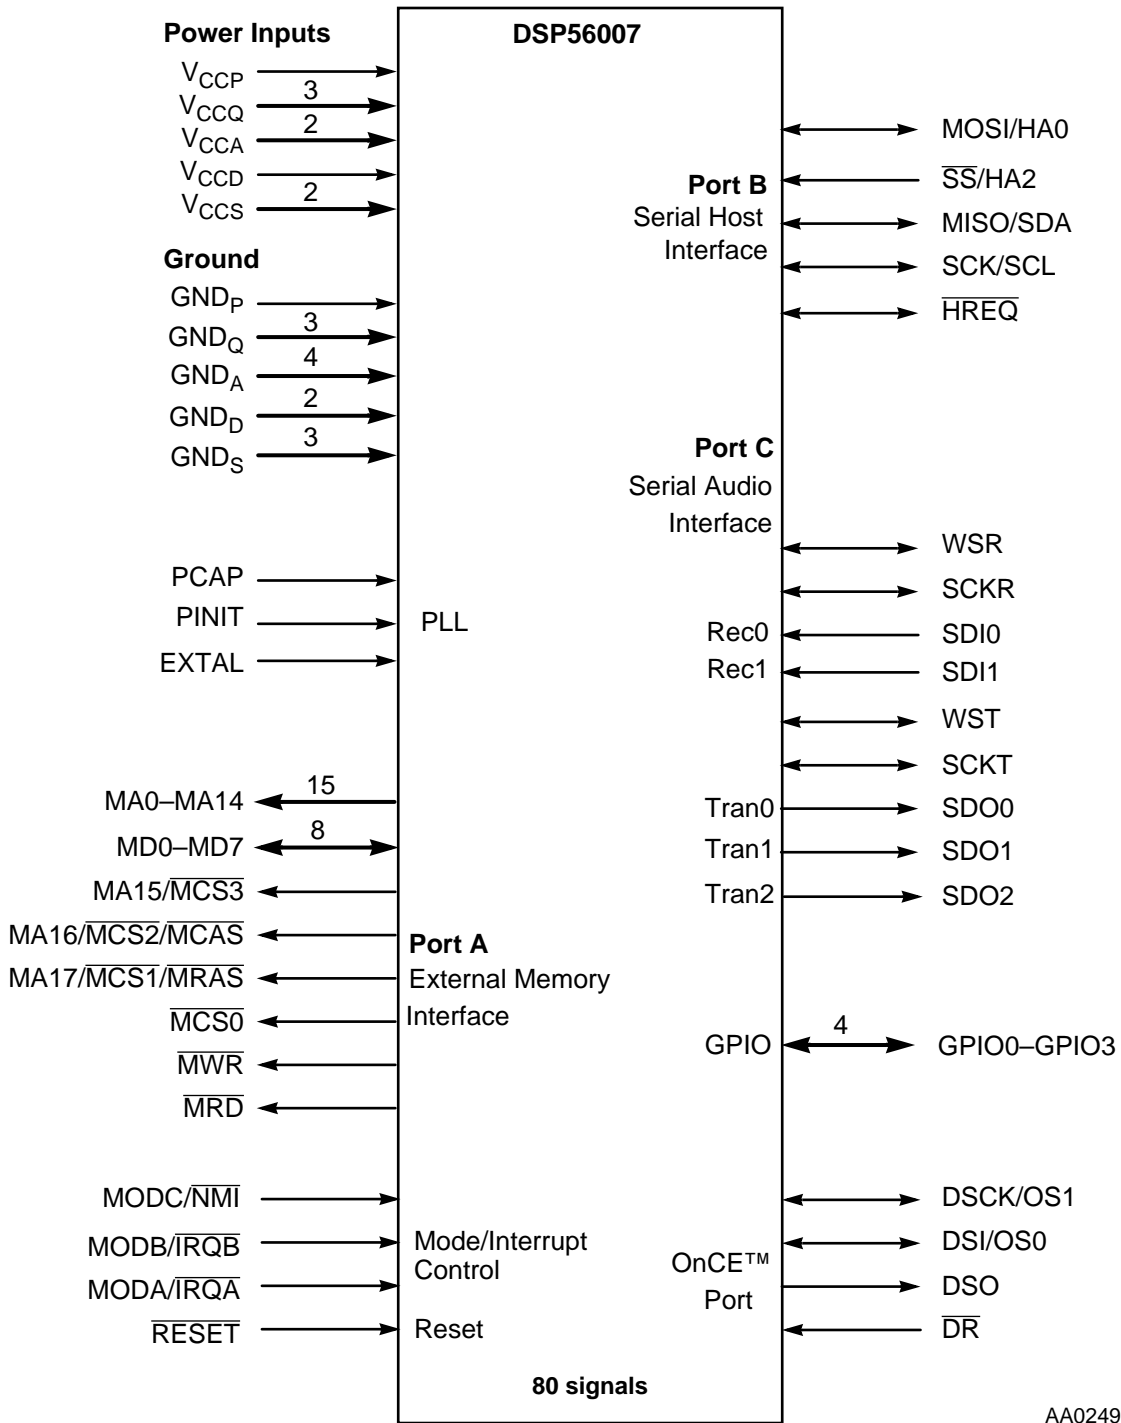 DSP56007
Power Inputs
VCCP
VCCQ 3
VCCA 2
VCCD
VCCS 2
Ground
GNDP
GNDQ 3
GNDA 4
GNDD 2
GNDS 3
PCAP
PINIT
EXTAL
PLL
MA0–MA14 15
MD0–MD7 8
MA15/MCS3
MA16/MCS2/MCAS
MA17/MCS1/MRAS
MCS0
MWR
MRD
Port A
External Memory
Interface
MODC/NMI
MODB/IRQB
MODA/IRQA
RESET
Mode/Interrupt
Control
Reset
Port B
Serial Host
Interface
MOSI/HA0
SS/HA2
MISO/SDA
SCK/SCL
HREQ
Port C
Serial Audio
Interface
WSR
SCKR
Rec0 SDI0
Rec1 SDI1
WST
SCKT
Tran0 SDO0
Tran1 SDO1
Tran2 SDO2
GPIO 4 GPIO0–GPIO3
OnCE™
Port
DSCK/OS1
DSI/OS0
DSO
DR
80 signals
AA0249